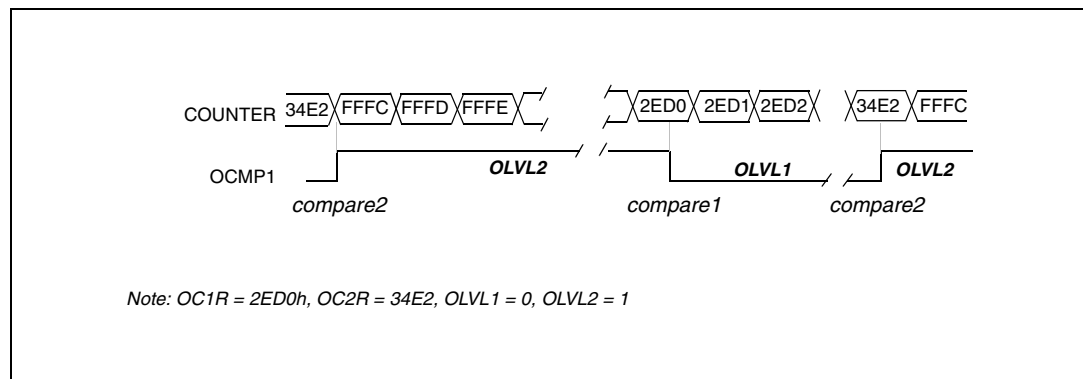 COUNTER 34E2 FFFC FFFD FFFE 2ED0 2ED1 2ED2 34E2 FFFC
OCMP1 OLVL2 OLVL1 OLVL2
compare2 compare1 compare2
Note: OC1R = 2ED0h, OC2R = 34E2, OLVL1 = 0, OLVL2 = 1